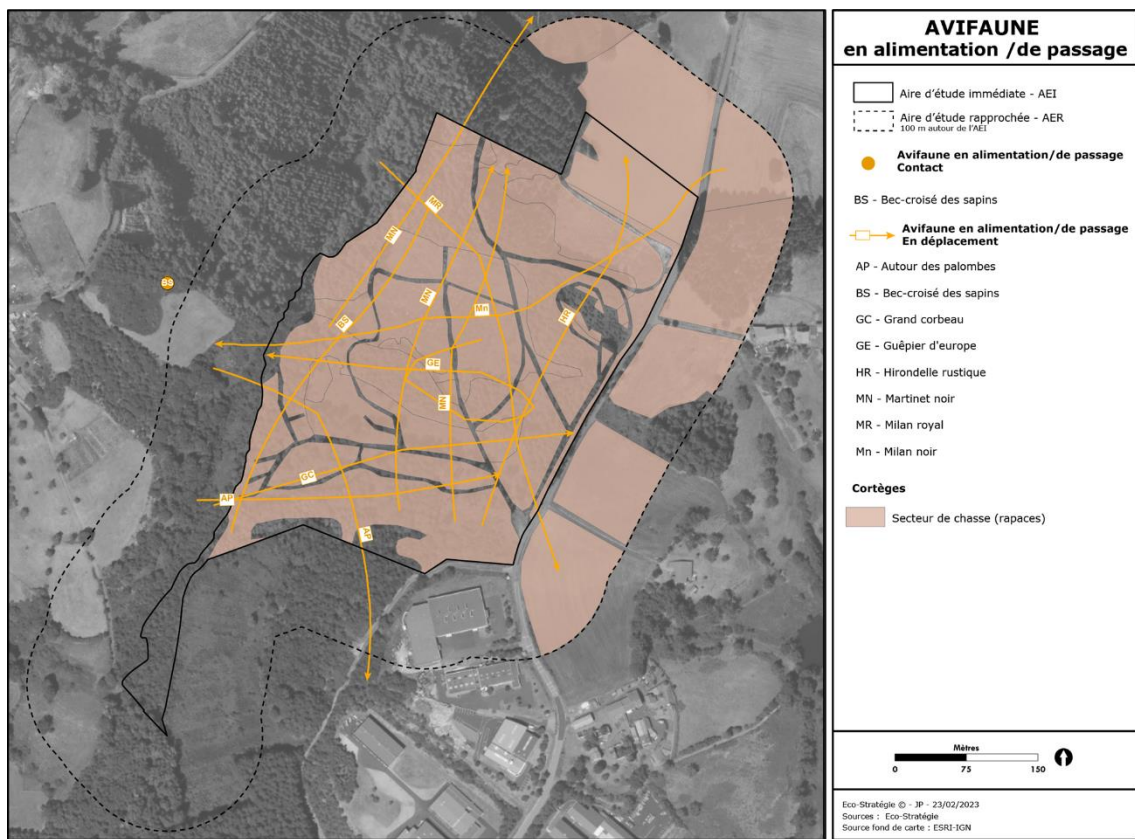 AVIFAUNE
en alimentation /de passage
Aire d'étude immédiate - AEI
Aire d'étude rapprochée - AER
100 m autour de l'AEI
Avifaune en alimentation/de passage
Contact
BS - Bec-croisé des sapins
Avifaune en alimentation/de passage
En déplacement
AP - Autour des palombes
BS - Bec-croisé des sapins
GC - Grand corbeau
GE - Guêpier d'europe
HR - Hirondelle rustique
MN - Martinet noir
MR - Milan royal
Mn - Milan noir
Cortèges
Secteur de chasse (rapaces)
Mètres
0 75 150
Eco-Stratégie © - JP - 23/02/2023
Sources : Eco-Stratégie
Source fond de carte : ESRI-IGN
MR
MN
BS
MN
Mn
HR
BS
GE
MN
GC
AP
AP